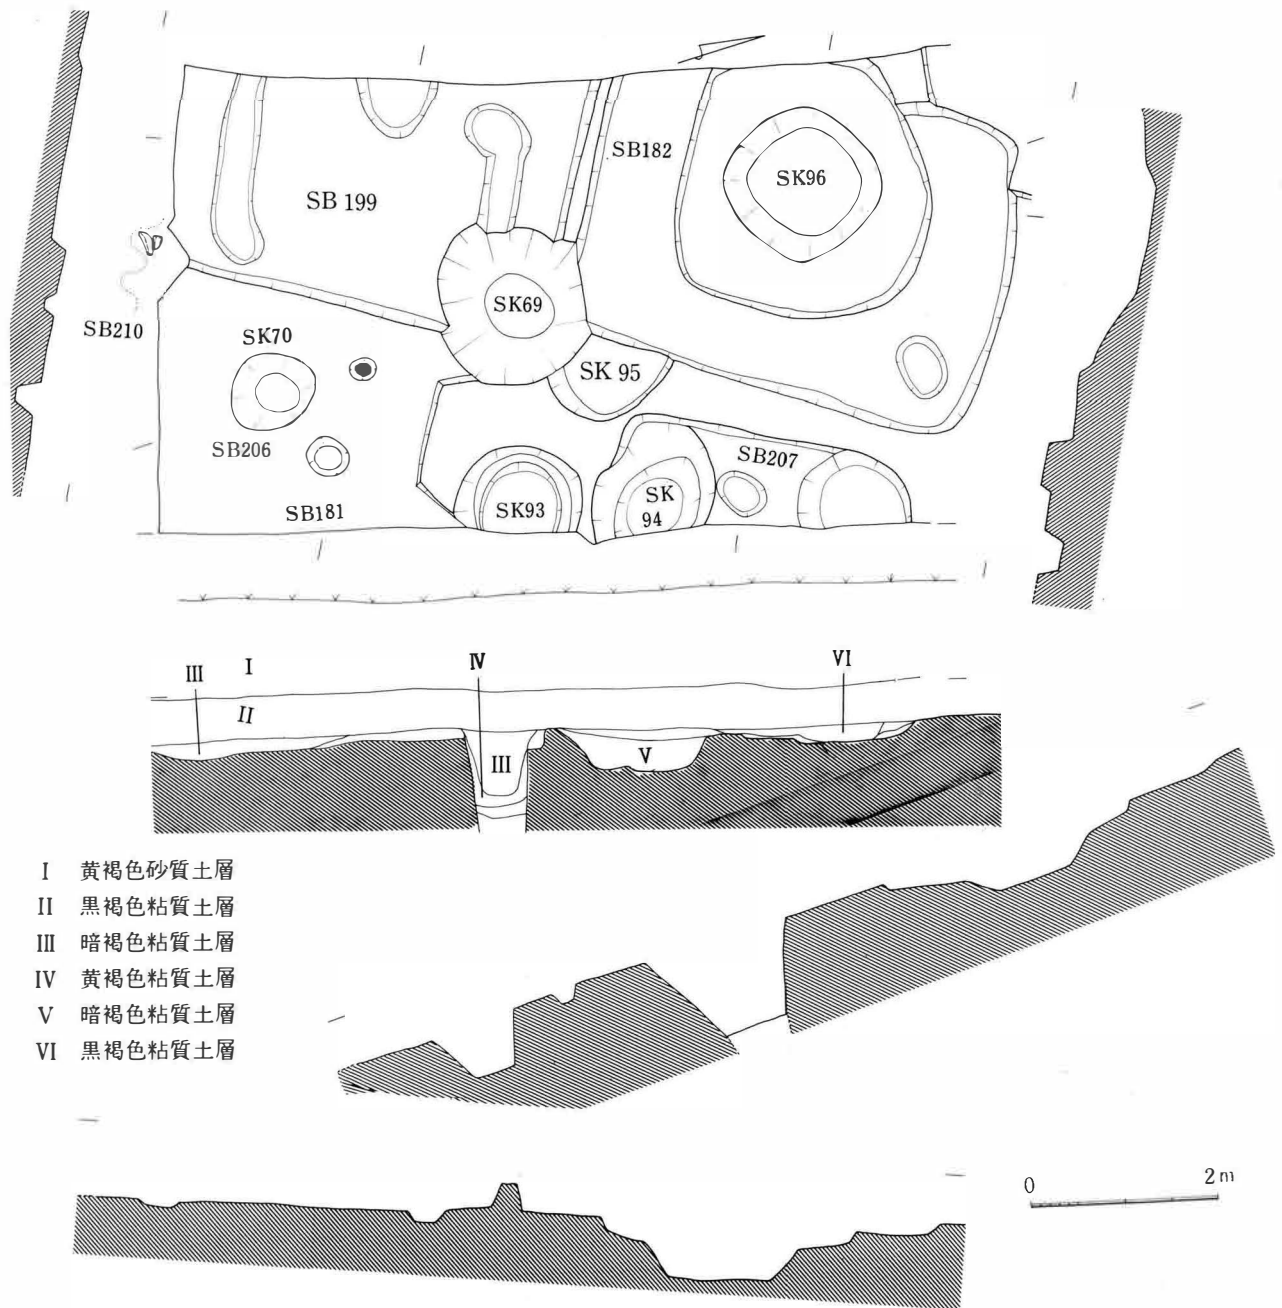 SB182
SK96
SB 199
SK69
SB210
SK70
SK 95
SB206
SB207
SB181
SK93
SK
94
III
I
IV
VI
II
III
V
I 黄褐色砂質土層
II 黒褐色粘質土層
III 暗褐色粘質土層
IV 黄褐色粘質土層
V 暗褐色粘質土層
VI 黒褐色粘質土層
0 2m